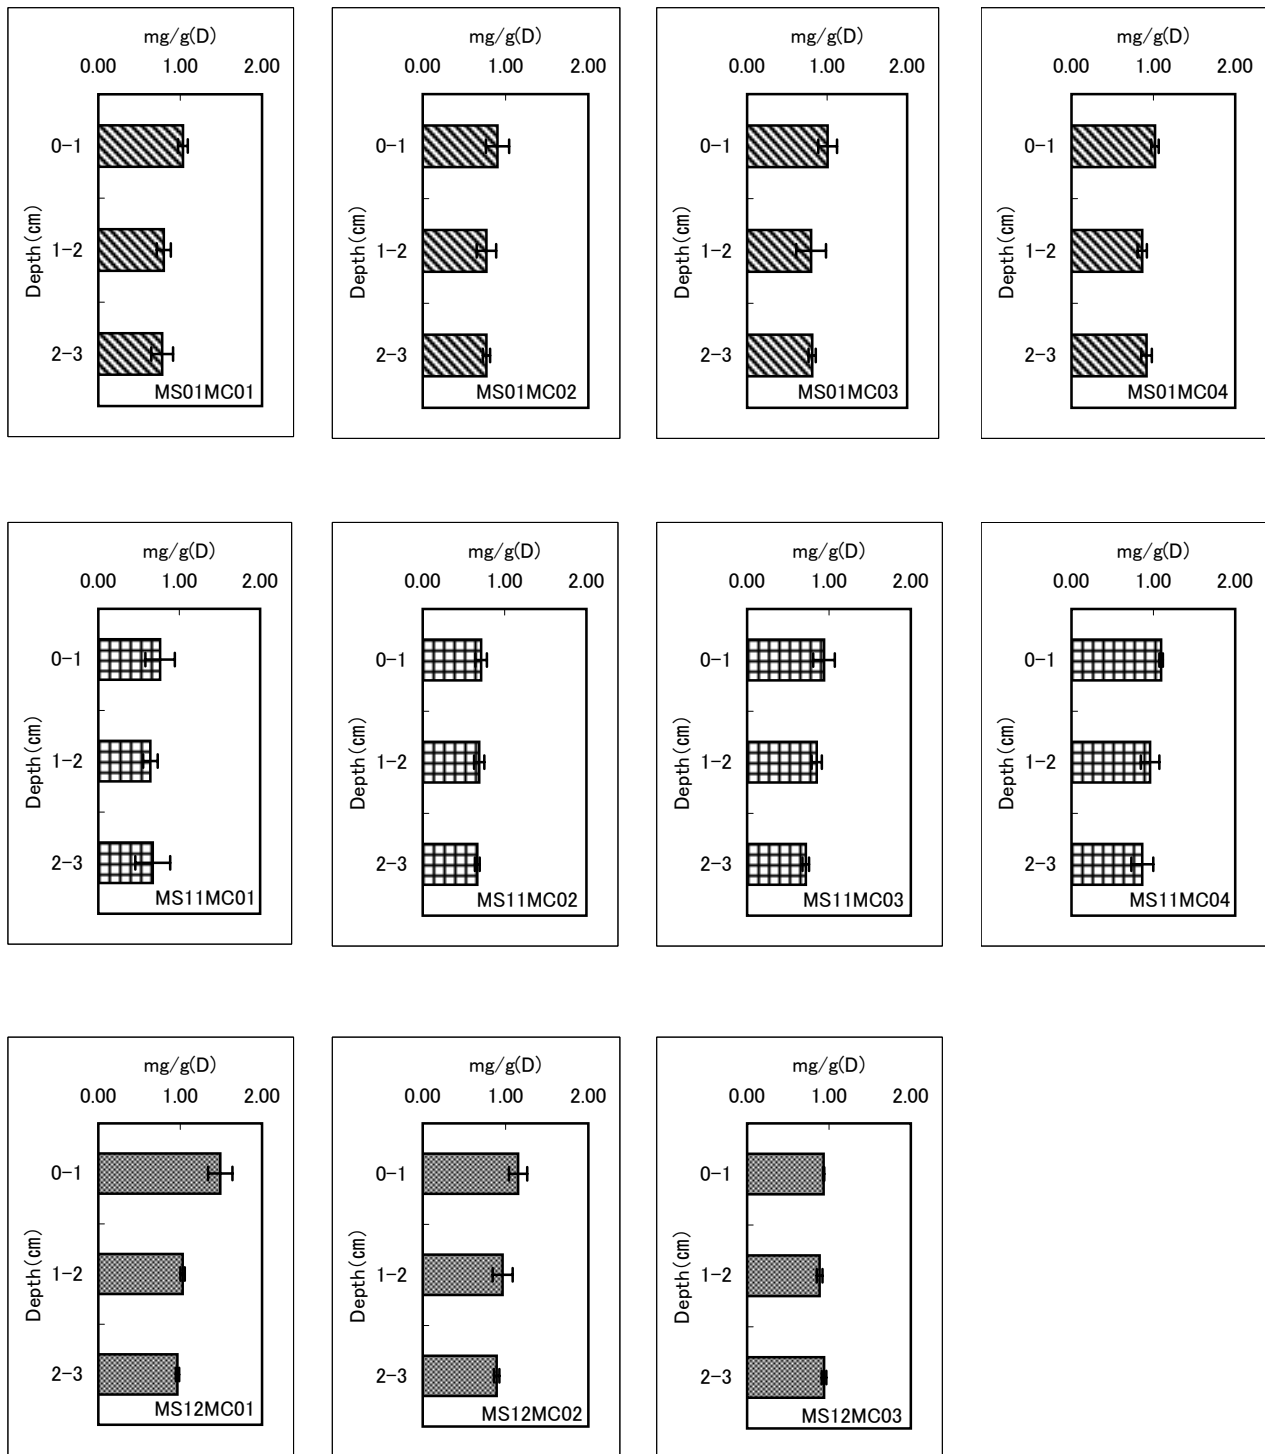 mg/g(D)
0.00 1.00 2.00
0-1
1-2
2-3
Depth(cm)
MS01MC01
mg/g(D)
0.00 1.00 2.00
0-1
1-2
2-3
Depth(cm)
MS01MC02
mg/g(D)
0.00 1.00 2.00
0-1
1-2
2-3
Depth(cm)
MS01MC03
mg/g(D)
0.00 1.00 2.00
0-1
1-2
2-3
Depth(cm)
MS01MC04
mg/g(D)
0.00 1.00 2.00
0-1
1-2
2-3
Depth(cm)
MS11MC01
mg/g(D)
0.00 1.00 2.00
0-1
1-2
2-3
Depth(cm)
MS11MC02
mg/g(D)
0.00 1.00 2.00
0-1
1-2
2-3
Depth(cm)
MS11MC03
mg/g(D)
0.00 1.00 2.00
0-1
1-2
2-3
Depth(cm)
MS11MC04
mg/g(D)
0.00 1.00 2.00
0-1
1-2
2-3
Depth(cm)
MS12MC01
mg/g(D)
0.00 1.00 2.00
0-1
1-2
2-3
Depth(cm)
MS12MC02
mg/g(D)
0.00 1.00 2.00
0-1
1-2
2-3
Depth(cm)
MS12MC03